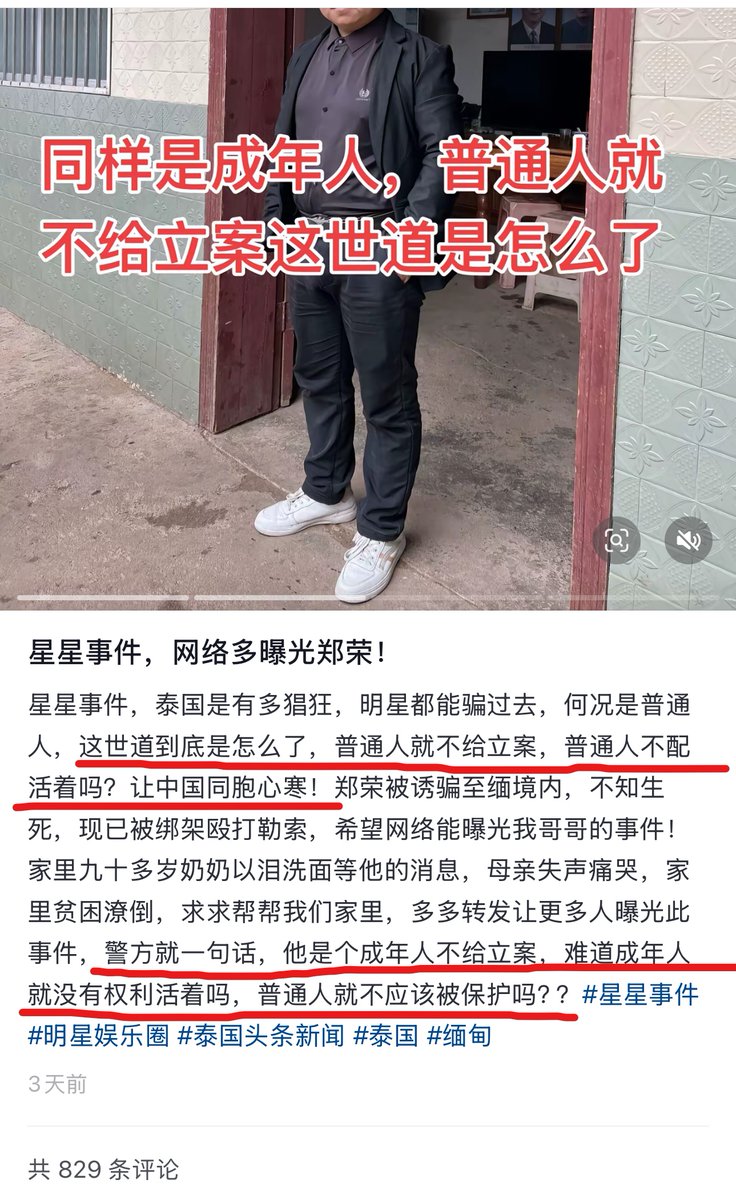 同样是成年人，普通人就
不给立案这世道是怎么了
星星事件，网络多曝光郑荣！
星星事件，泰国是有多猖狂，明星都能骗过去，何况是普通
人，这世道到底是怎么了，普通人就不给立案，普通人不配
活着吗？让中国同胞心寒！郑荣被诱骗至缅境内，不知生
死，现已被绑架殴打勒索，希望网络能曝光我哥哥的事件！
家里九十多岁奶奶以泪洗面等他的消息，母亲失声痛哭，家
里贫困潦倒，求求帮帮我们家里，多多转发让更多人曝光此
事件，警方就一句话，他是个成年人不给立案，难道成年人
就没有权利活着吗，普通人就不应该被保护吗？？#星星事件
#明星娱乐圈 #泰国头条新闻 #泰国 #缅甸
3天前
共 829 条评论